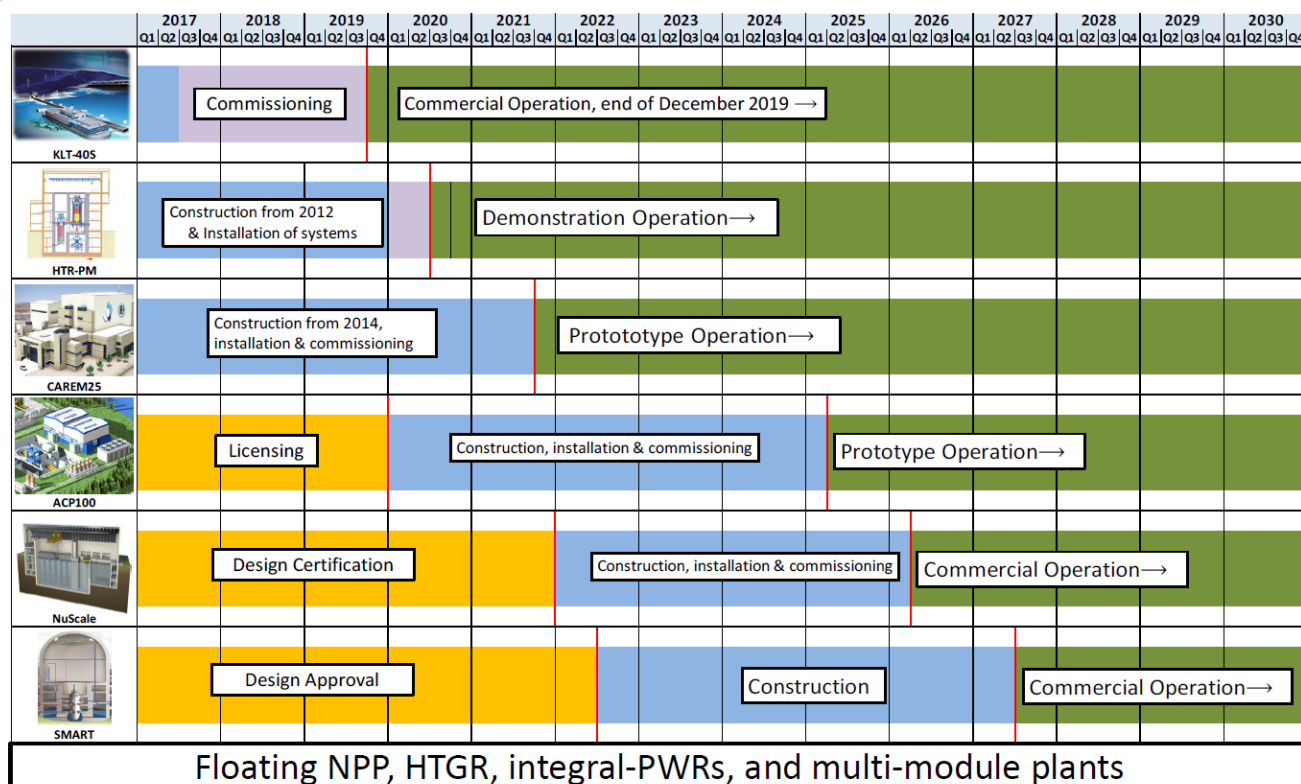 2017 2018 2019 2020 2021 2022 2023 2024 2025 2026 2027 2028 2029 2030
Q1 Q2 Q3 Q4 Q1 Q2 Q3 Q4 Q1 Q2 Q3 Q4 Q1 Q2 Q3 Q4 Q1 Q2 Q3 Q4 Q1 Q2 Q3 Q4 Q1 Q2 Q3 Q4 Q1 Q2 Q3 Q4 Q1 Q2 Q3 Q4 Q1 Q2 Q3 Q4 Q1 Q2 Q3 Q4 Q1 Q2 Q3 Q4 Q1 Q2 Q3 Q4 Q1 Q2 Q3 Q4
Commissioning
Commercial Operation, end of December 2019 →
KLT-40S
Construction from 2012
& Installation of systems
Demonstration Operation→
HTR-PM
Construction from 2014,
installation & commissioning
Protototype Operation→
CAREM25
Licensing
Construction, installation & commissioning
Prototype Operation→
ACP100
Design Certification
Construction, installation & commissioning
Commercial Operation→
NuScale
Design Approval
Construction
Commercial Operation→
SMART
Floating NPP, HTGR, integral-PWRs, and multi-module plants